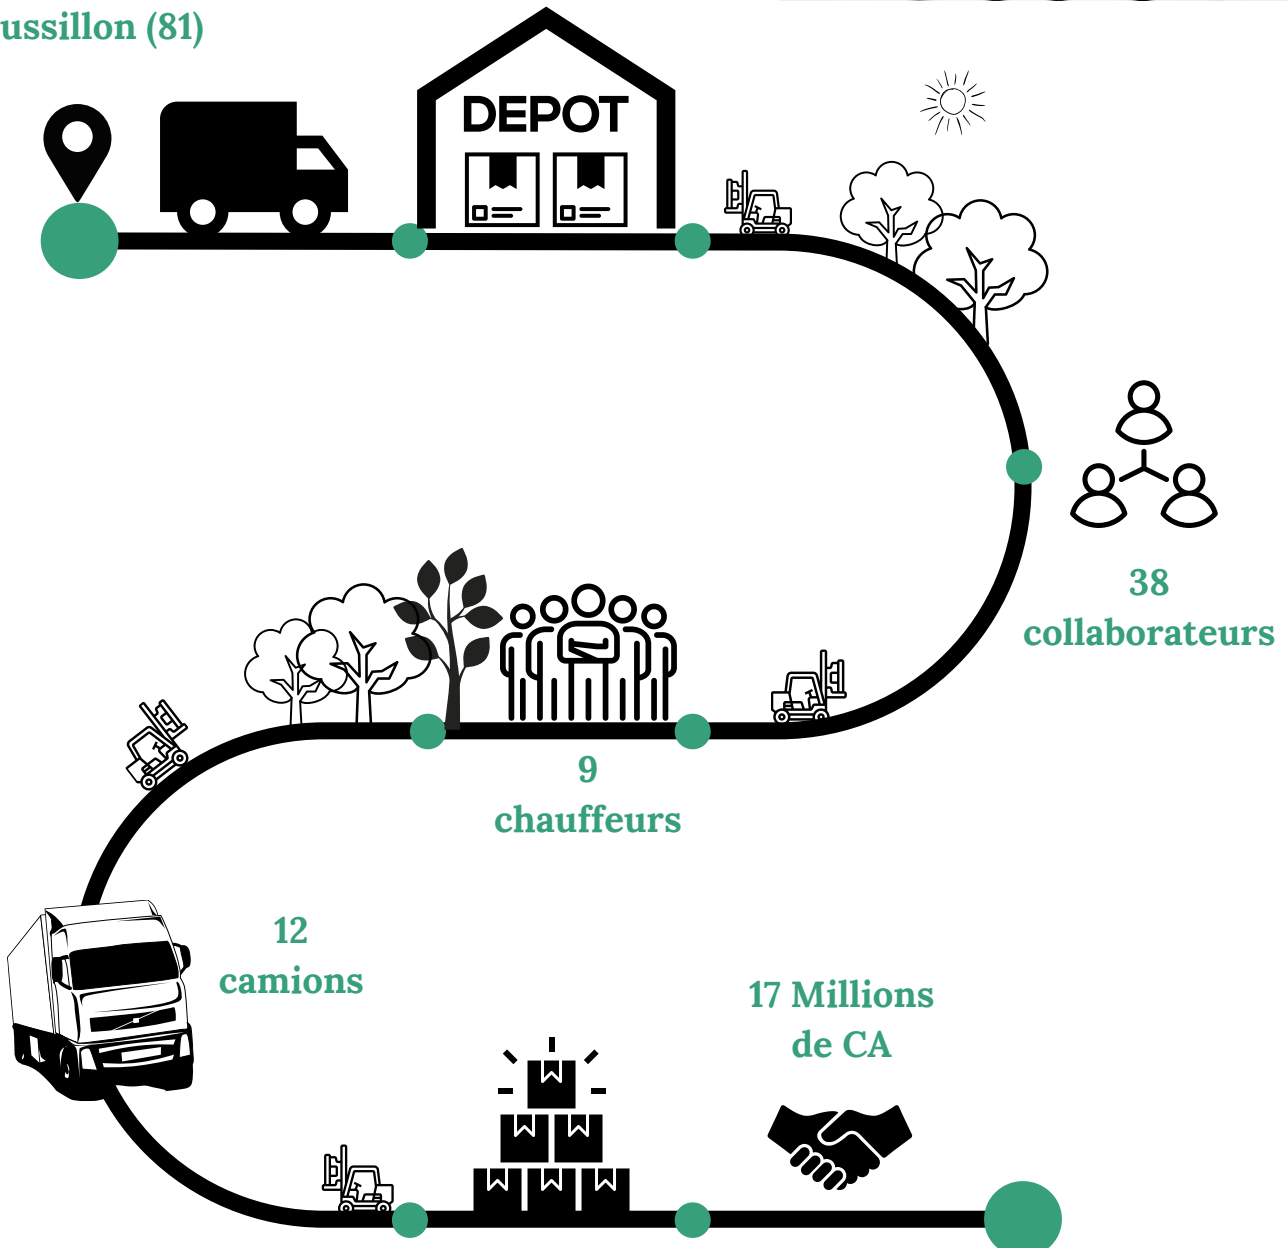 ussillon (81)
DEPOT
38
collaborateurs
9
chauffeurs
12
camions
17 Millions
de CA